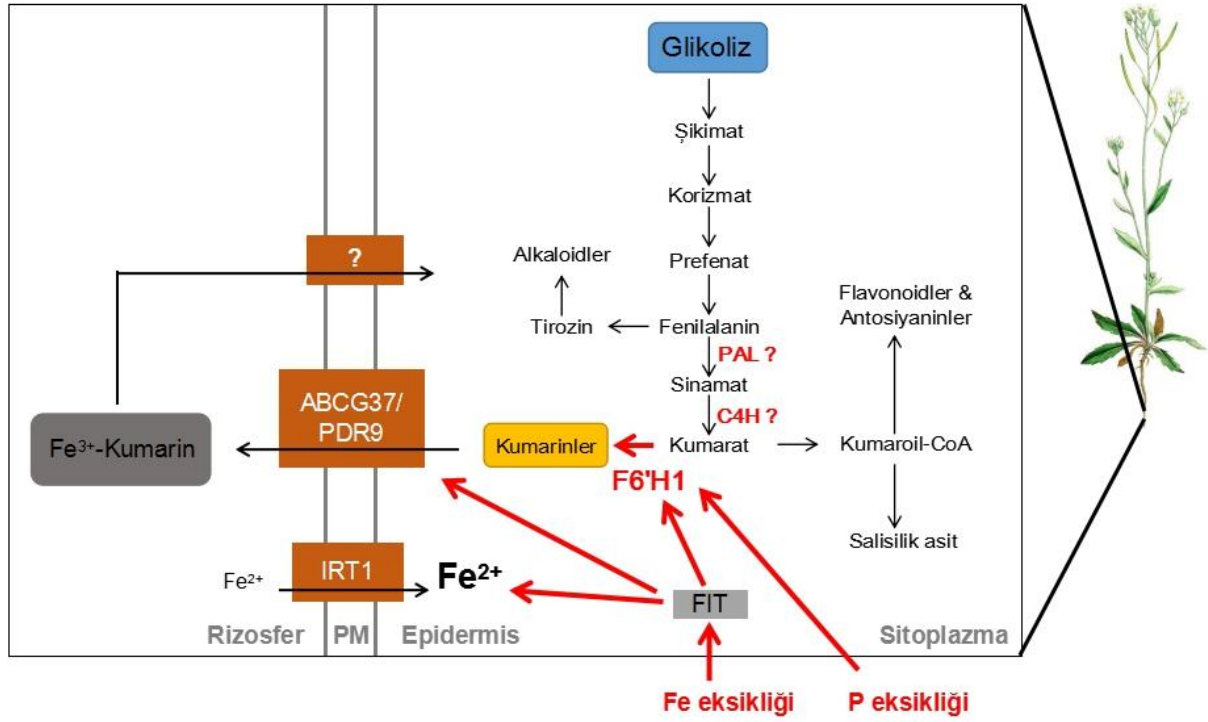 Glikoliz
Şikimat
Korizmat
Prefenat
?
Alkaloidler
Tirozin
Fenilalanin
Flavonoidler &
Antosiyaninler
PAL ?
Sinamat
C4H ?
ABCG37/
PDR9
Fe³⁺-Kumarin
Kumarinler
Kumarat
Kumaroil-CoA
F6'H1
Salisilik asit
IRT1
Fe²⁺
Fe²⁺
FIT
Rizosfer
PM
Epidermis
Sitoplazma
Fe eksikliği
P eksikliği